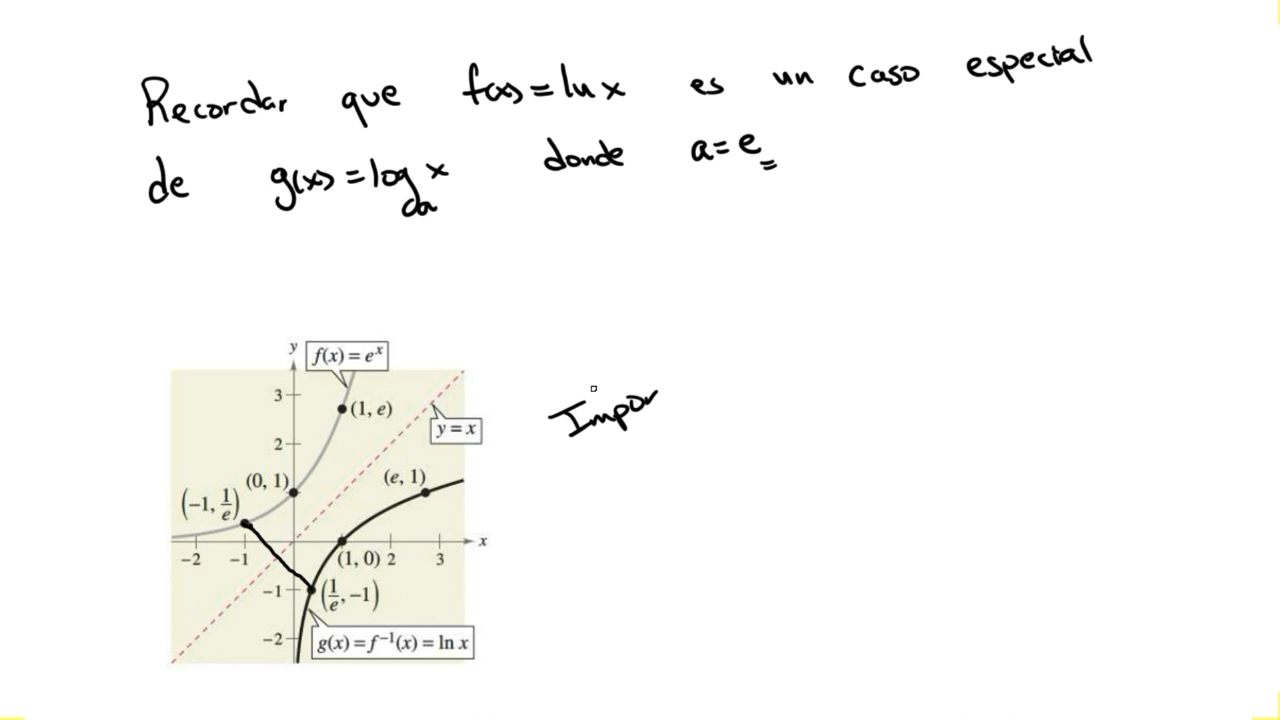 Recordar que f(x) = ln x es un caso especial
de g(x) = log_a x donde a = e
y
f(x) = e^x
3
(1, e)
y = x
2
(0, 1)
(e, 1)
(-1, 1/e)
x
-2 -1 (1, 0) 2 3
-1
(1/e, -1)
-2
g(x) = f^{-1}(x) = ln x
Impor